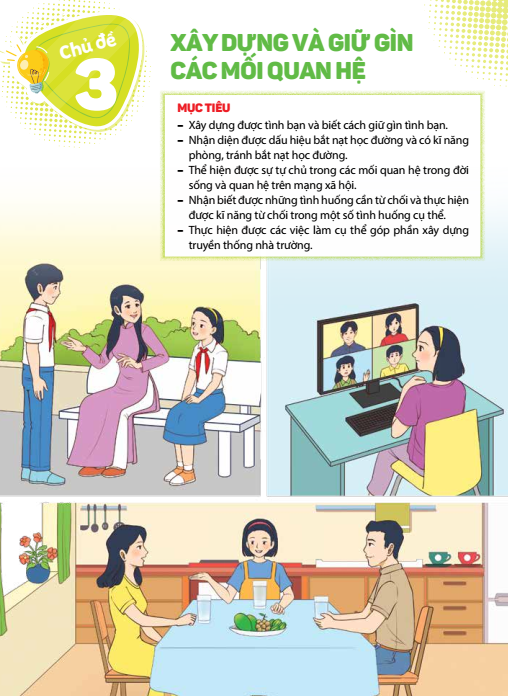 Chủ đề
3
XÂY DỰNG VÀ GIỮ GÌN
CÁC MỐI QUAN HỆ
MỤC TIÊU
– Xây dựng được tình bạn và biết cách giữ gìn tình bạn.
– Nhận diện được dấu hiệu bắt nạt học đường và có kĩ năng
phòng, tránh bắt nạt học đường.
– Thể hiện được sự tự chủ trong các mối quan hệ trong đời
sống và quan hệ trên mạng xã hội.
– Nhận biết được những tình huống cần từ chối và thực hiện
được kĩ năng từ chối trong một số tình huống cụ thể.
– Thực hiện được các việc làm cụ thể góp phần xây dựng
truyền thống nhà trường.